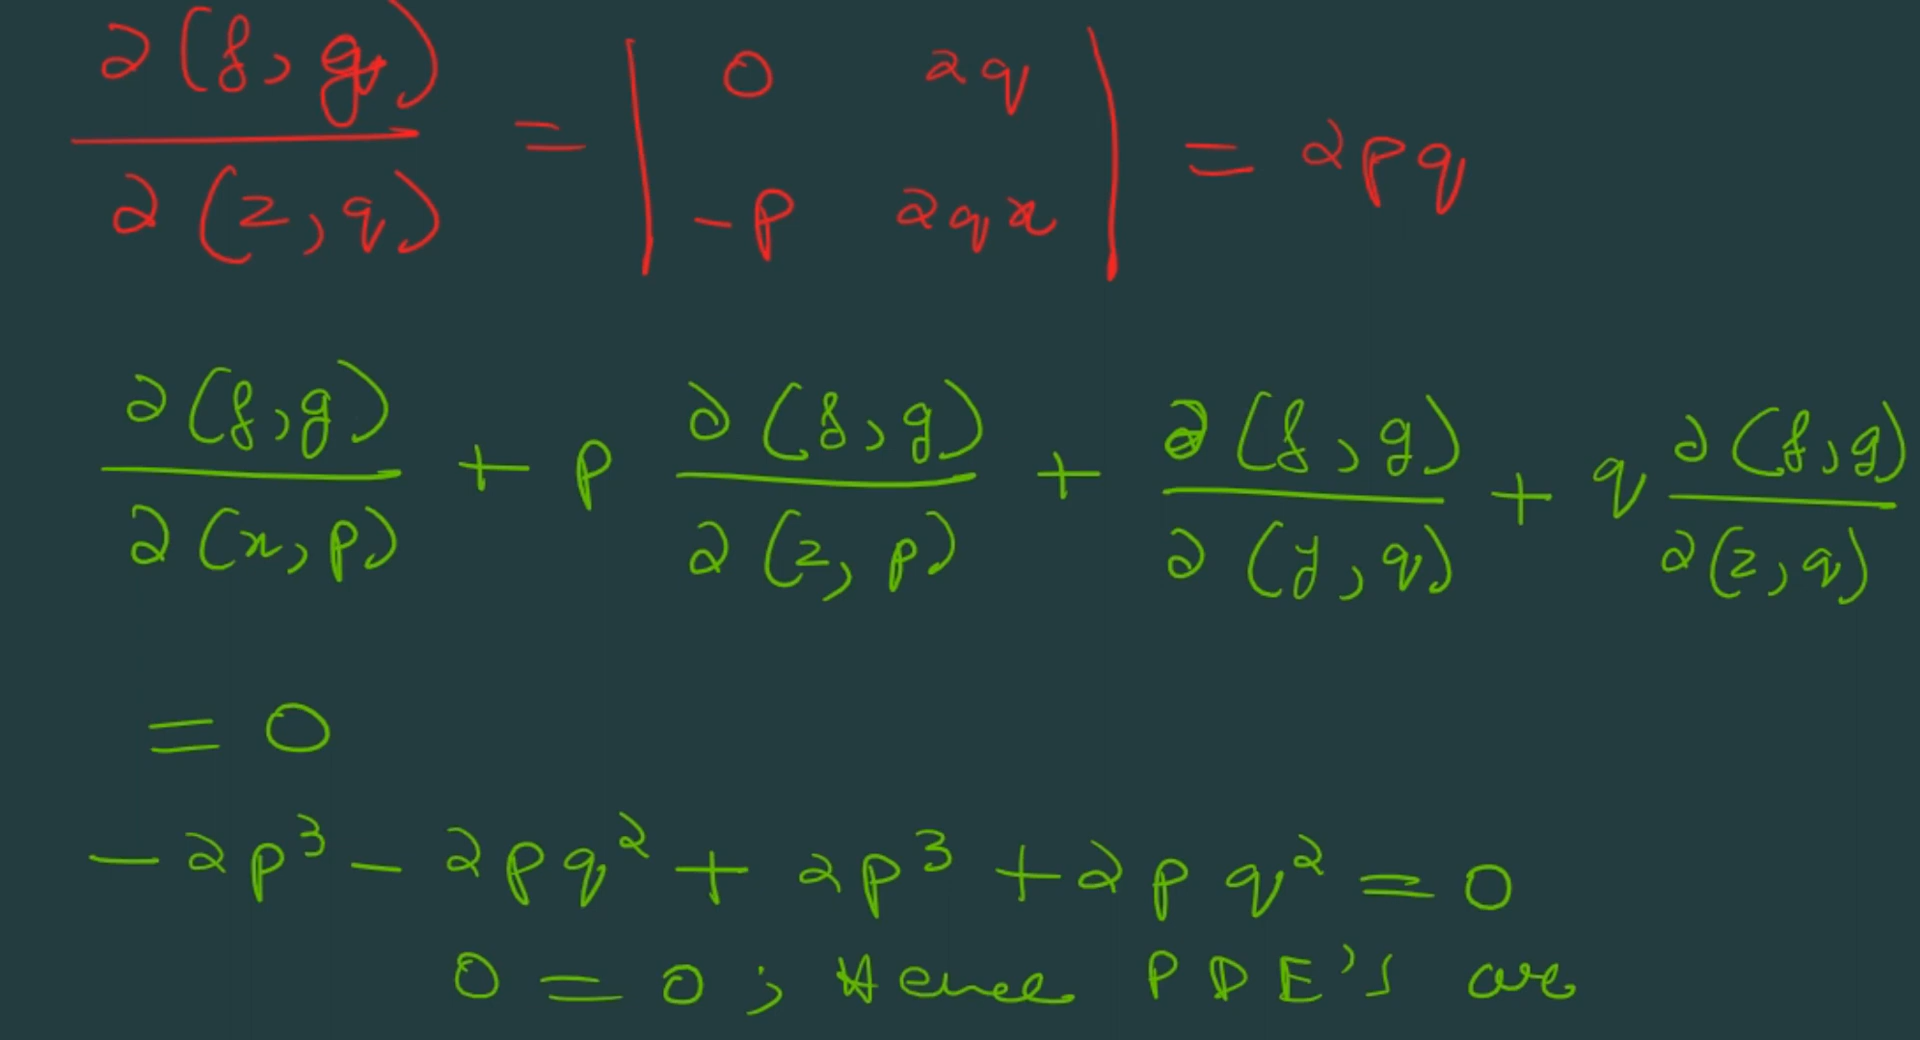 ∂(f,g)/∂(z,q) = | 0 2q ; -p 2qx | = 2pq
∂(f,g)/∂(x,p) + p ∂(f,g)/∂(z,p) + ∂(f,g)/∂(y,q) + q ∂(f,g)/∂(z,q)
= 0
-2p³ - 2pq² + 2p³ + 2pq² = 0
0 = 0 ; Hence PDE's are